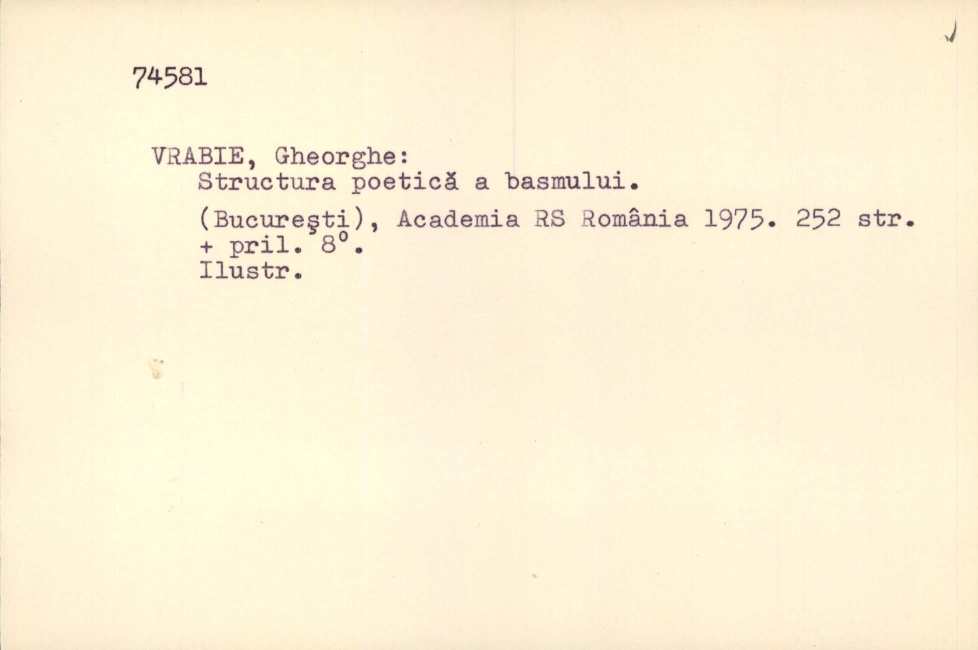 74581
VRABIE, Gheorghe:
Structura poetică a basmului.
(Bucureşti), Academia RS România 1975. 252 str.
+ pril. 8°.
Ilustr.